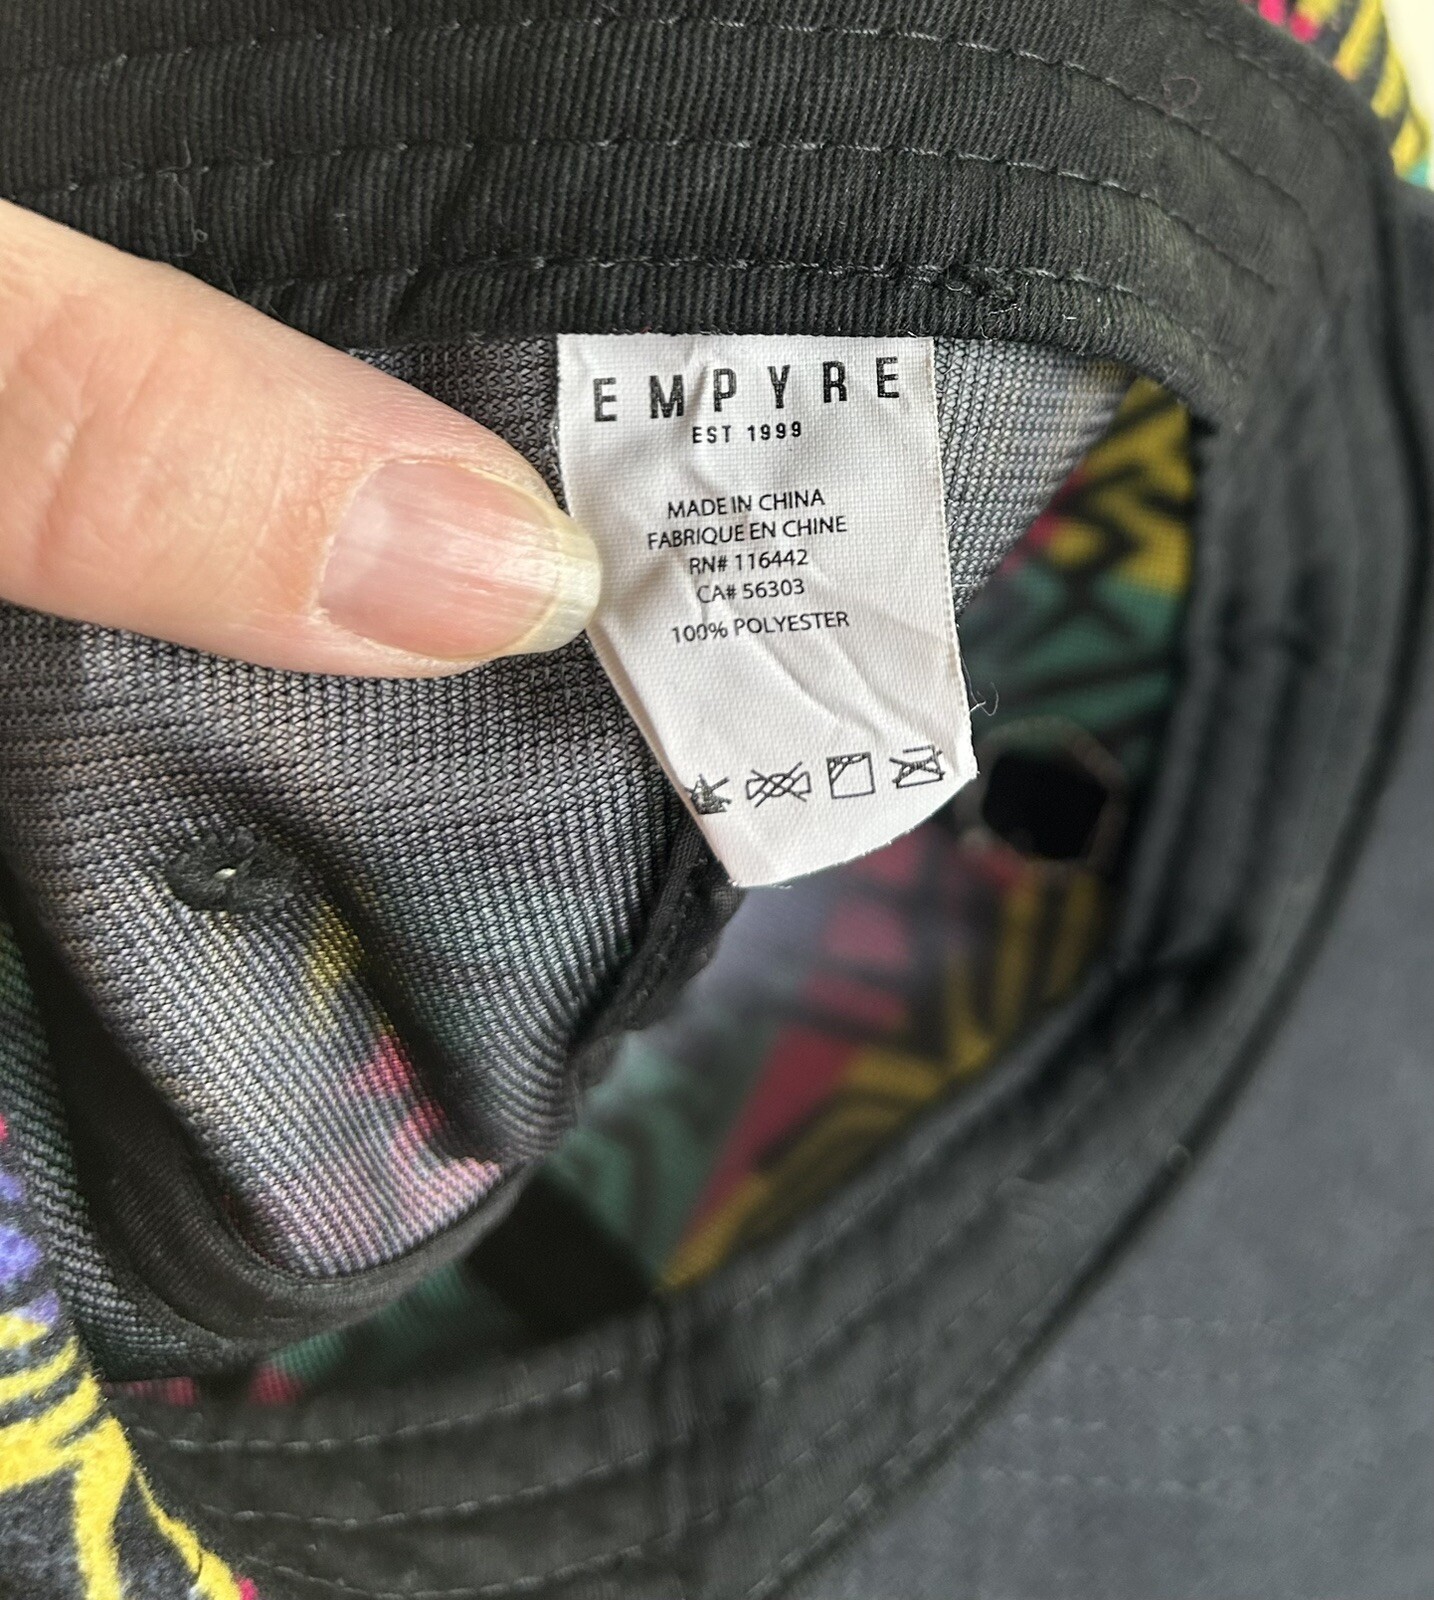 EMPYRE
EST 1999
MADE IN CHINA
FABRIQUE EN CHINE
RN# 116442
CA# 56303
100% POLYESTER